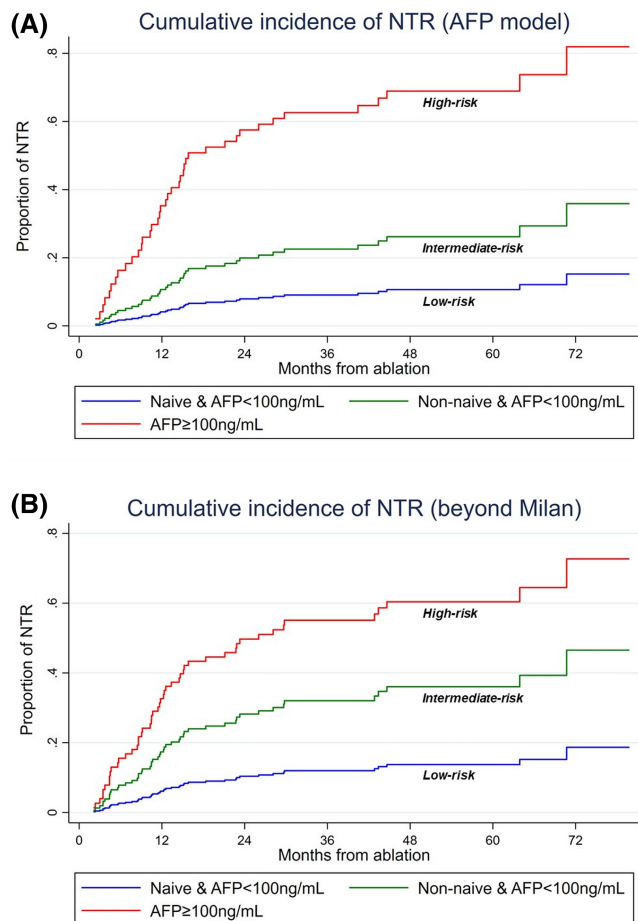 (A)
Cumulative incidence of NTR (AFP model)
Proportion of NTR
.8
.6
.4
.2
0
High-risk
Intermediate-risk
Low-risk
0 12 24 36 48 60 72
Months from ablation
Naive & AFP<100ng/mL Non-naive & AFP<100ng/mL
AFP≥100ng/mL
(B)
Cumulative incidence of NTR (beyond Milan)
Proportion of NTR
.8
.6
.4
.2
0
High-risk
Intermediate-risk
Low-risk
0 12 24 36 48 60 72
Months from ablation
Naive & AFP<100ng/mL Non-naive & AFP<100ng/mL
AFP≥100ng/mL